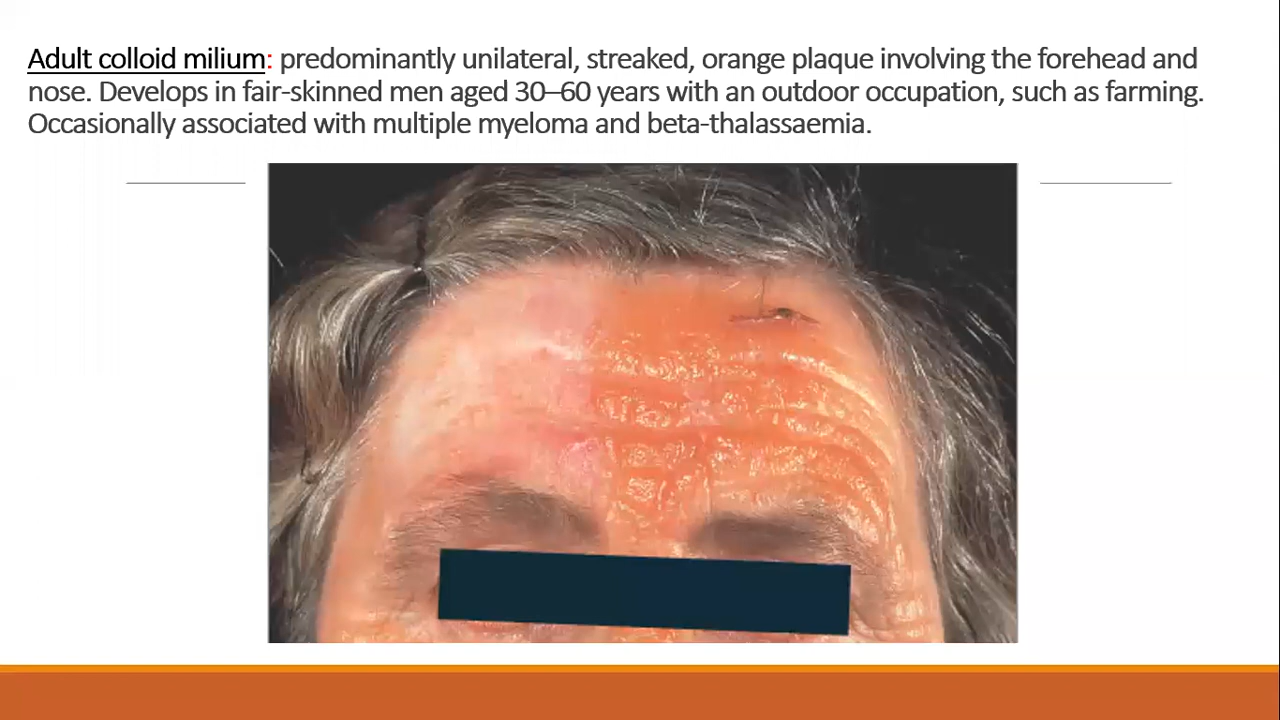 Adult colloid milium: predominantly unilateral, streaked, orange plaque involving the forehead and
nose. Develops in fair-skinned men aged 30–60 years with an outdoor occupation, such as farming.
Occasionally associated with multiple myeloma and beta-thalassaemia.